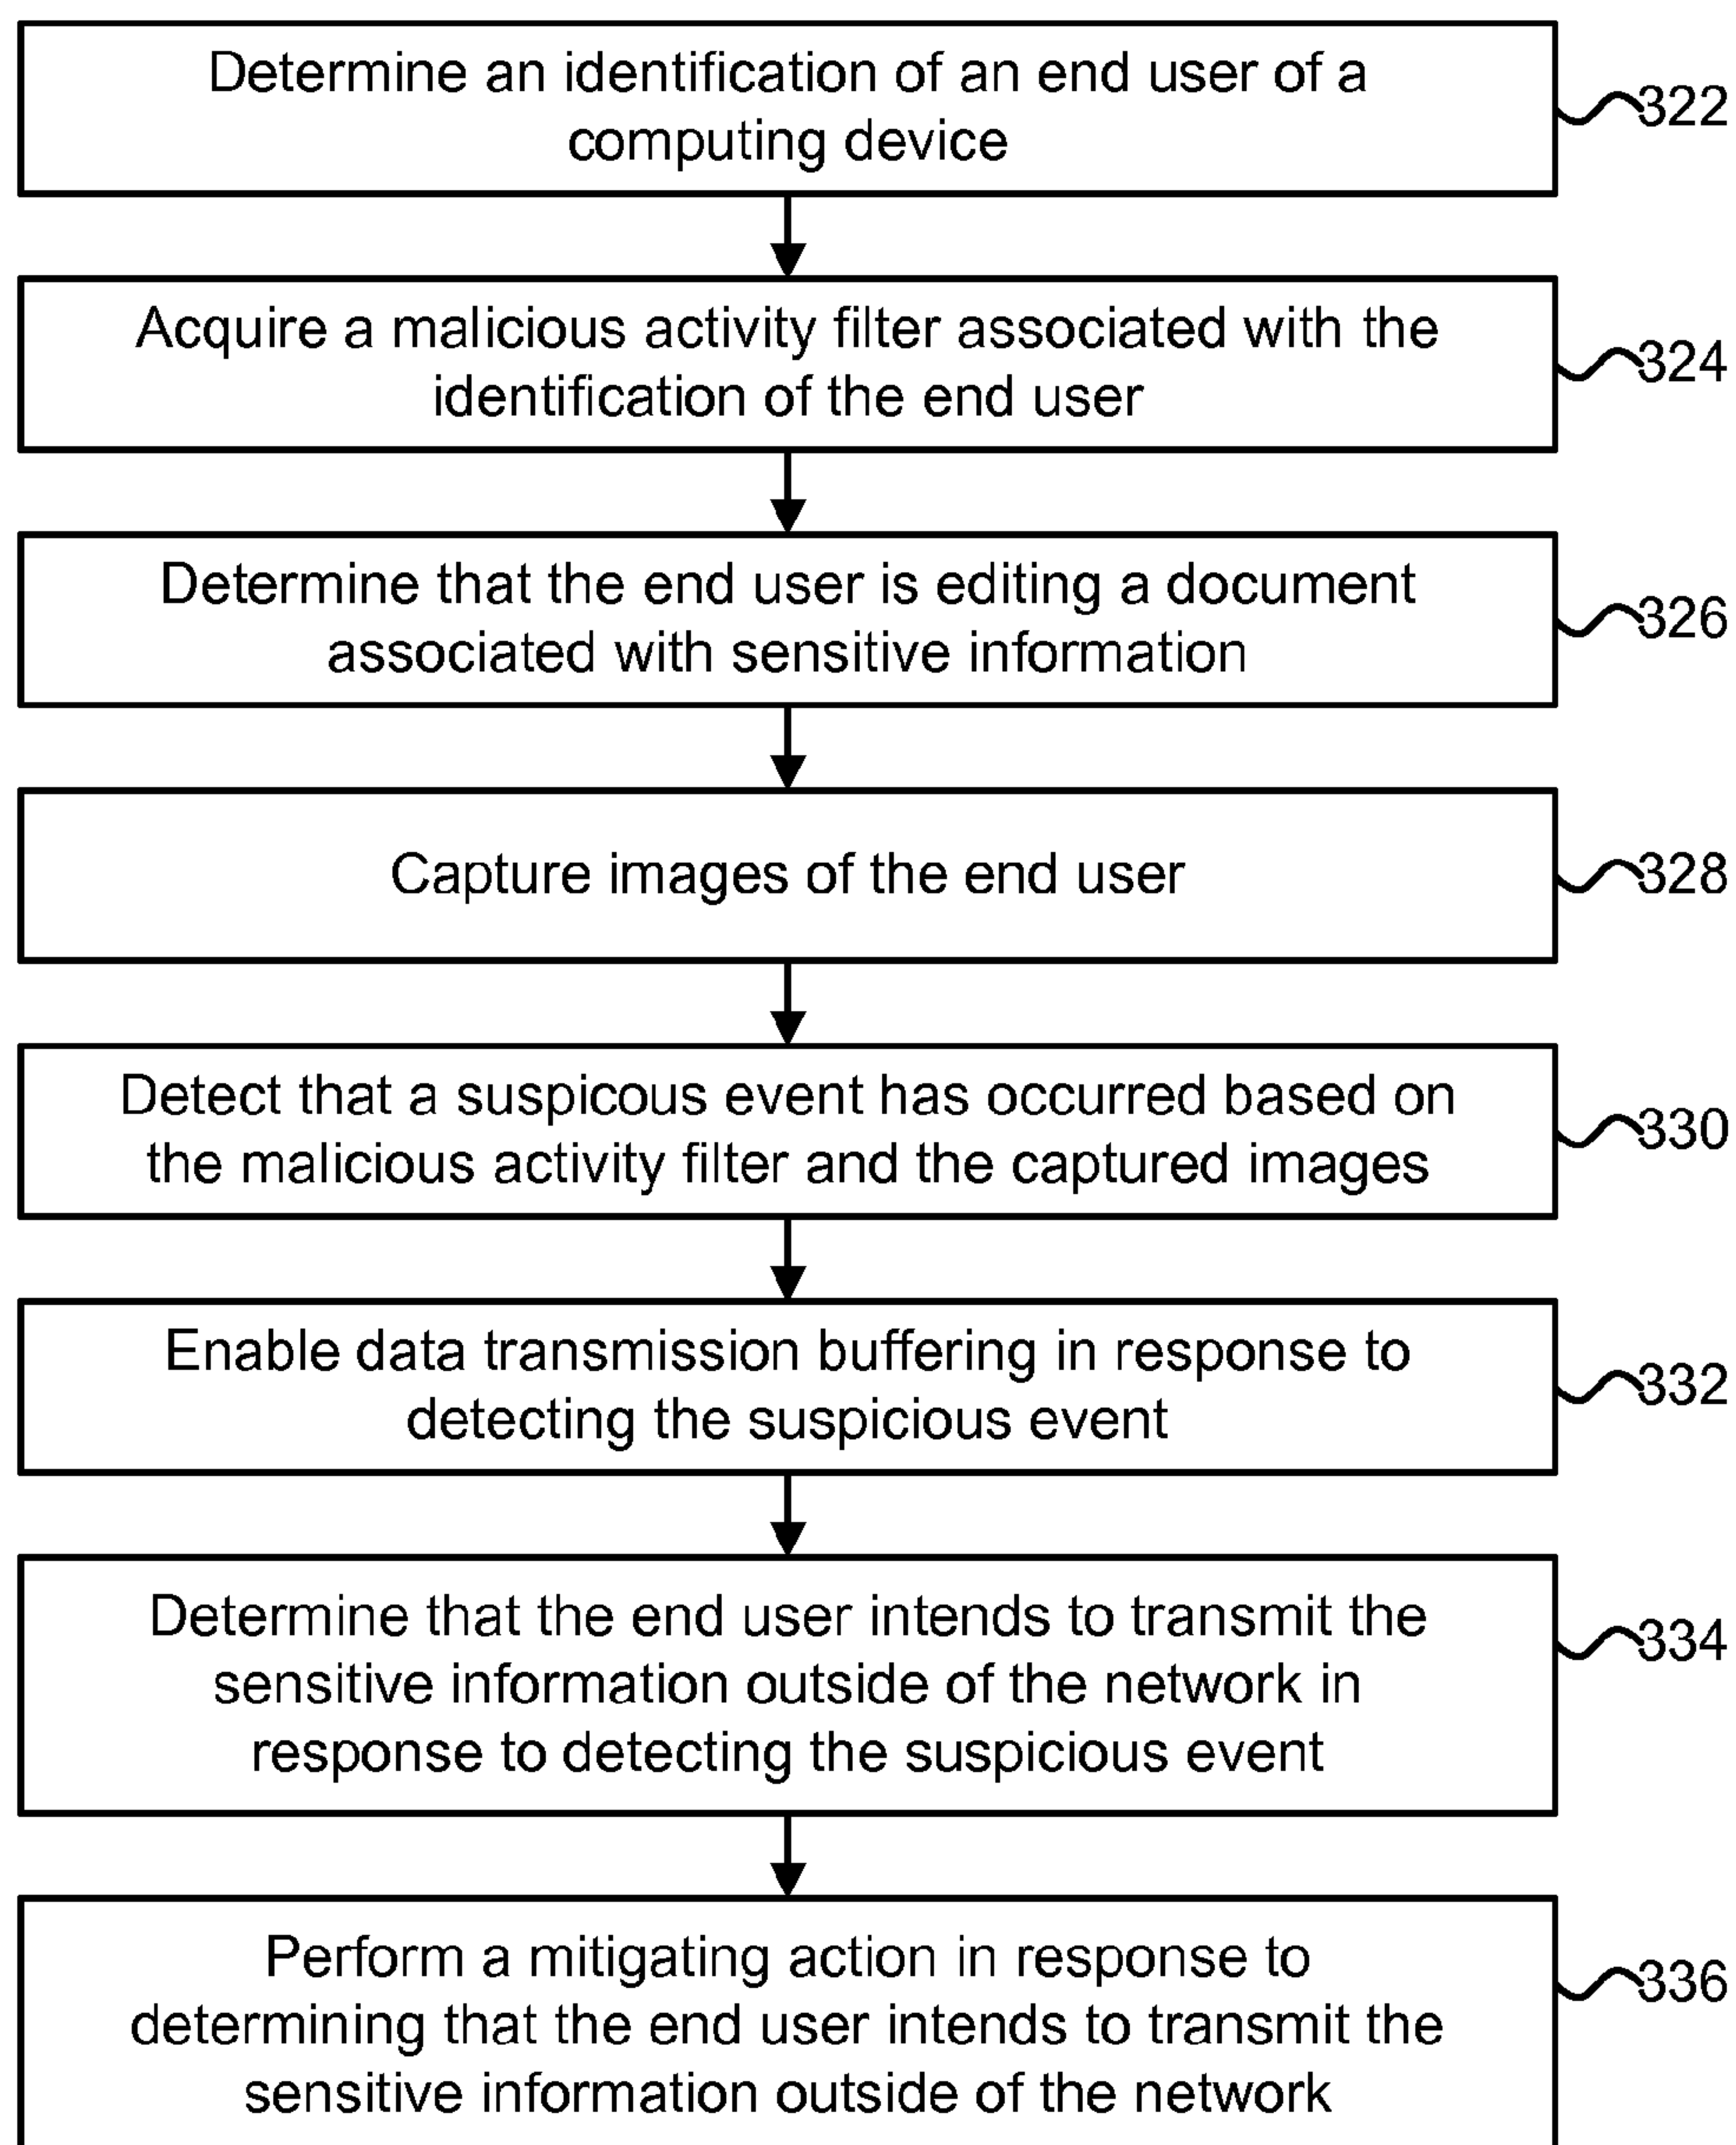 Determine an identification of an end user of a
computing device
322
Acquire a malicious activity filter associated with the
identification of the end user
324
Determine that the end user is editing a document
associated with sensitive information
326
Capture images of the end user
328
Detect that a suspicous event has occurred based on
the malicious activity filter and the captured images
330
Enable data transmission buffering in response to
detecting the suspicious event
332
Determine that the end user intends to transmit the
sensitive information outside of the network in
response to detecting the suspicious event
334
Perform a mitigating action in response to
determining that the end user intends to transmit the
sensitive information outside of the network
336